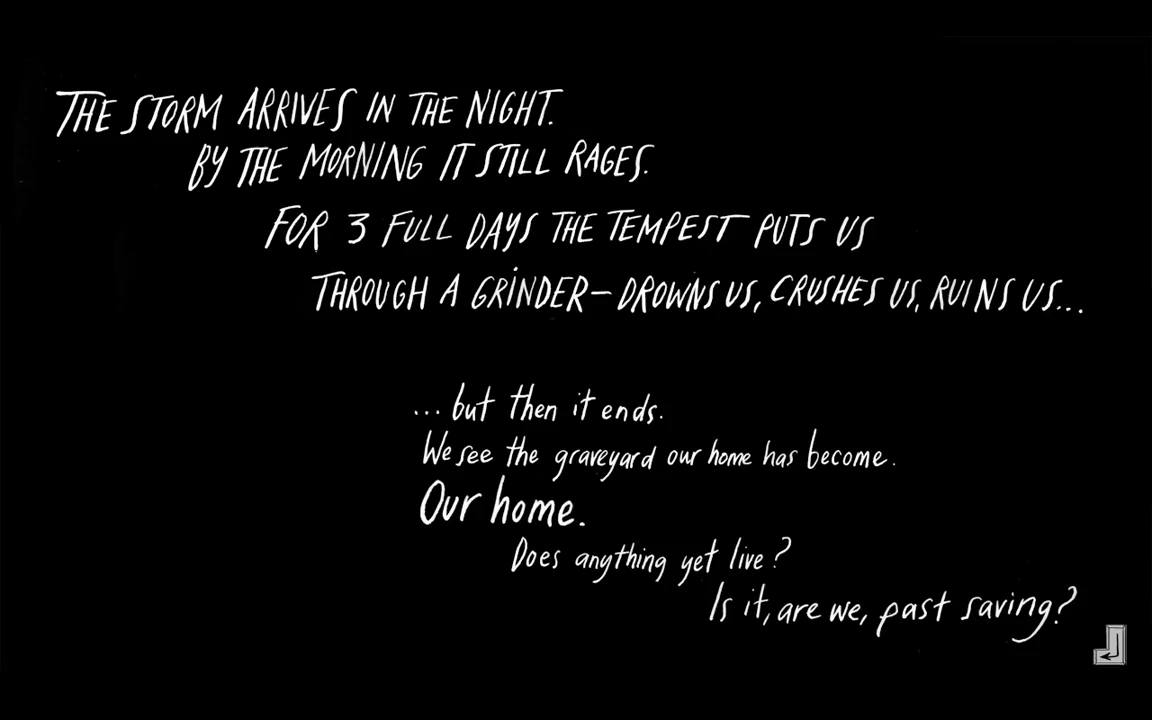 THE STORM ARRIVES IN THE NIGHT.
BY THE MORNING IT STILL RAGES.
FOR 3 FULL DAYS THE TEMPEST PUTS US
THROUGH A GRINDER—DROWNS US, CRUSHES US, RUINS US...
...but then it ends.
We see the graveyard our home has become.
Our home.
Does anything yet live?
Is it, are we, past saving?